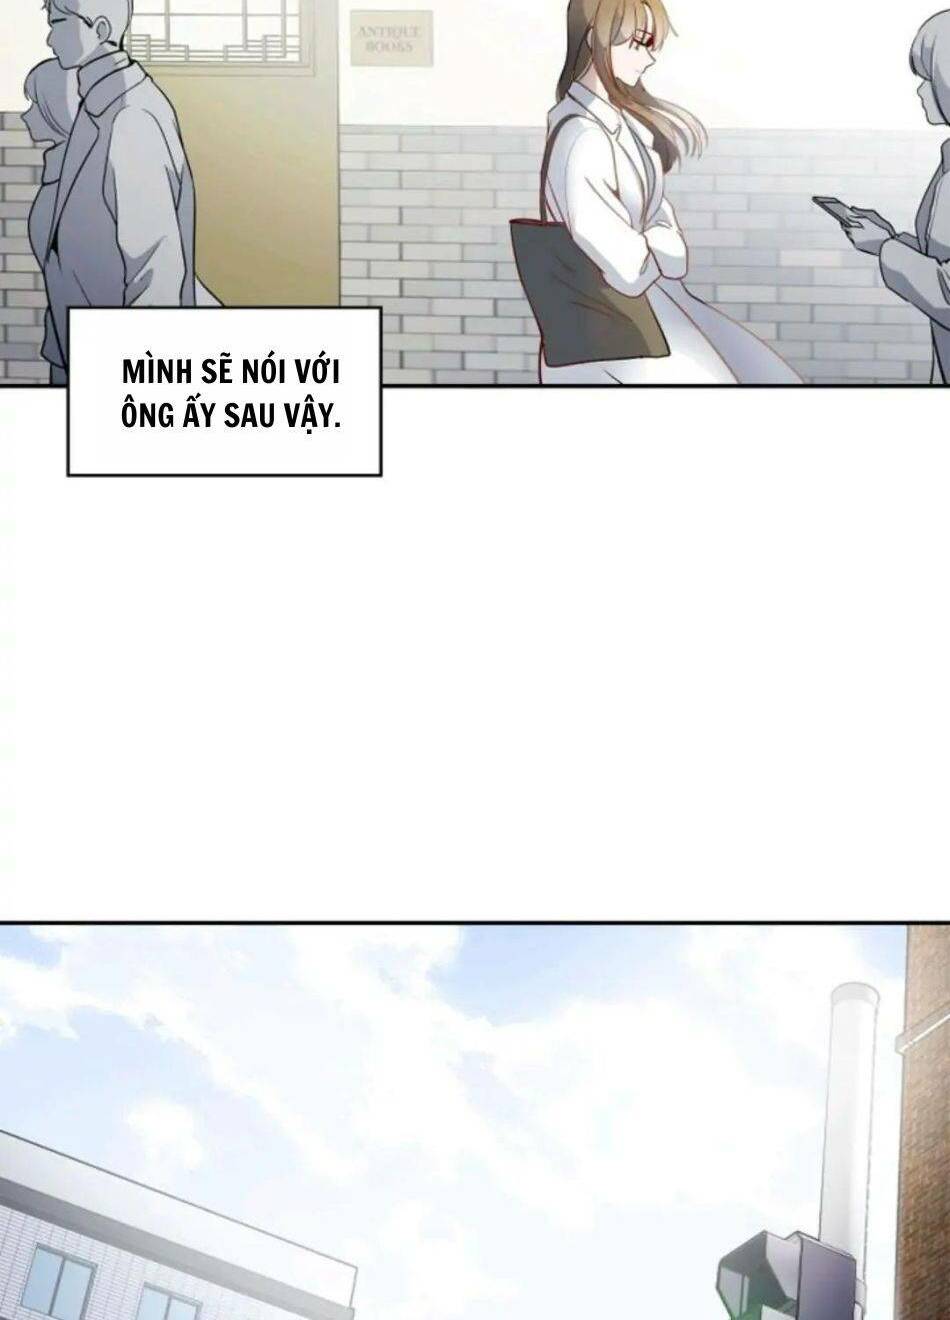 ANTIQUE
BOOKS
MÌNH SẼ NÓI VỚI
ÔNG ẤY SAU VẬY.